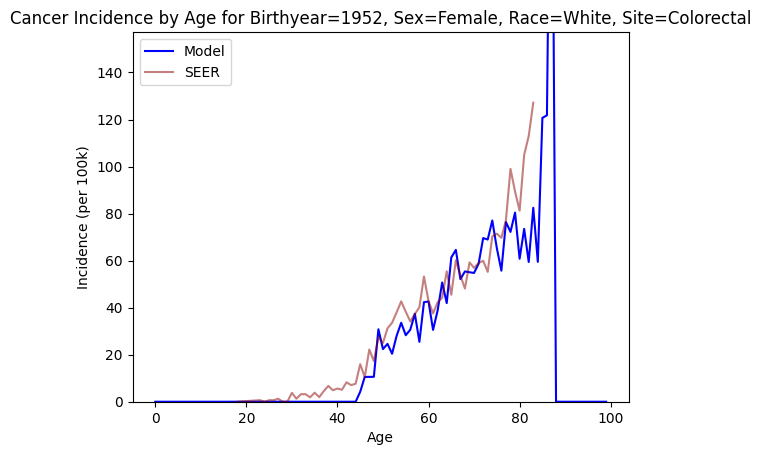 Cancer Incidence by Age for Birthyear=1952, Sex=Female, Race=White, Site=Colorectal
Model
SEER
Incidence (per 100k)
140
120
100
80
60
40
20
0
0 20 40 60 80 100
Age